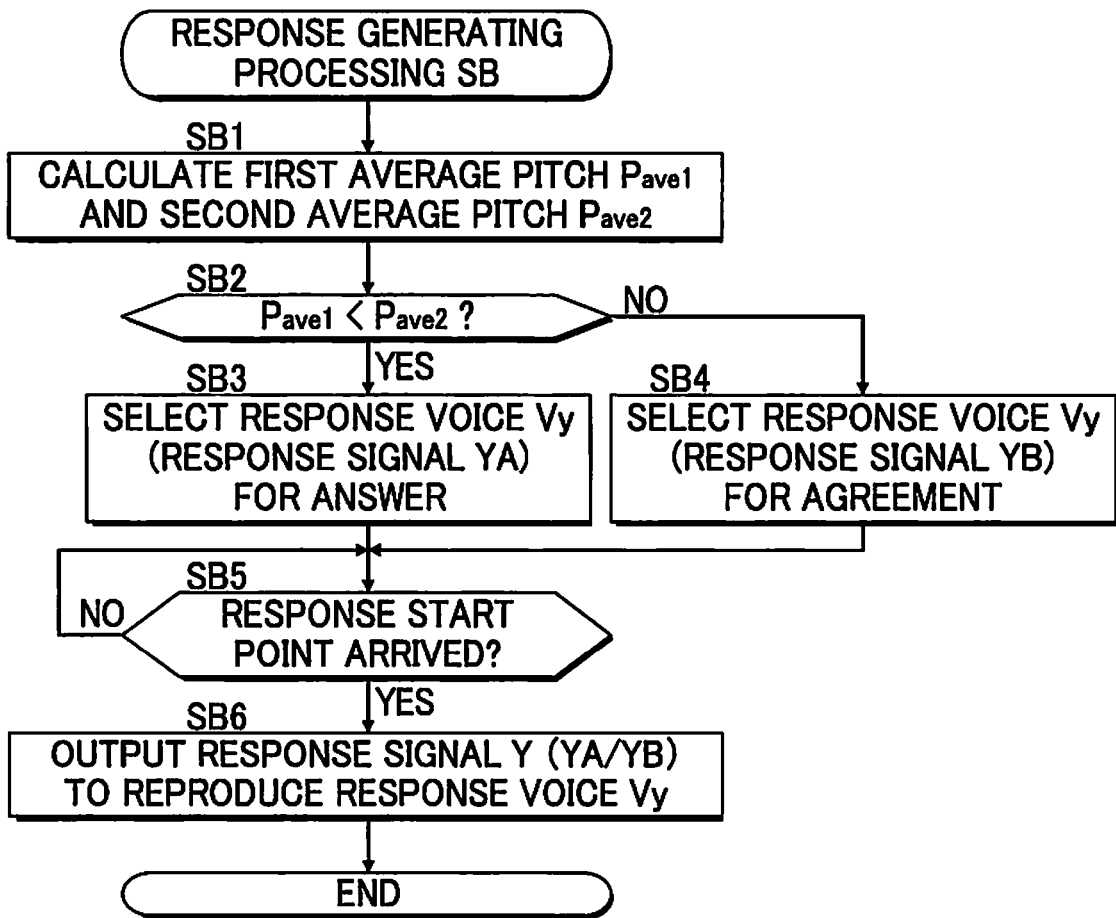 RESPONSE GENERATING
PROCESSING SB
SB1
CALCULATE FIRST AVERAGE PITCH Pave1
AND SECOND AVERAGE PITCH Pave2
SB2
Pave1 < Pave2 ?
NO
YES
SB3
SELECT RESPONSE VOICE Vy
(RESPONSE SIGNAL YA)
FOR ANSWER
SB4
SELECT RESPONSE VOICE Vy
(RESPONSE SIGNAL YB)
FOR AGREEMENT
SB5
NO
RESPONSE START
POINT ARRIVED?
YES
SB6
OUTPUT RESPONSE SIGNAL Y (YA/YB)
TO REPRODUCE RESPONSE VOICE Vy
END